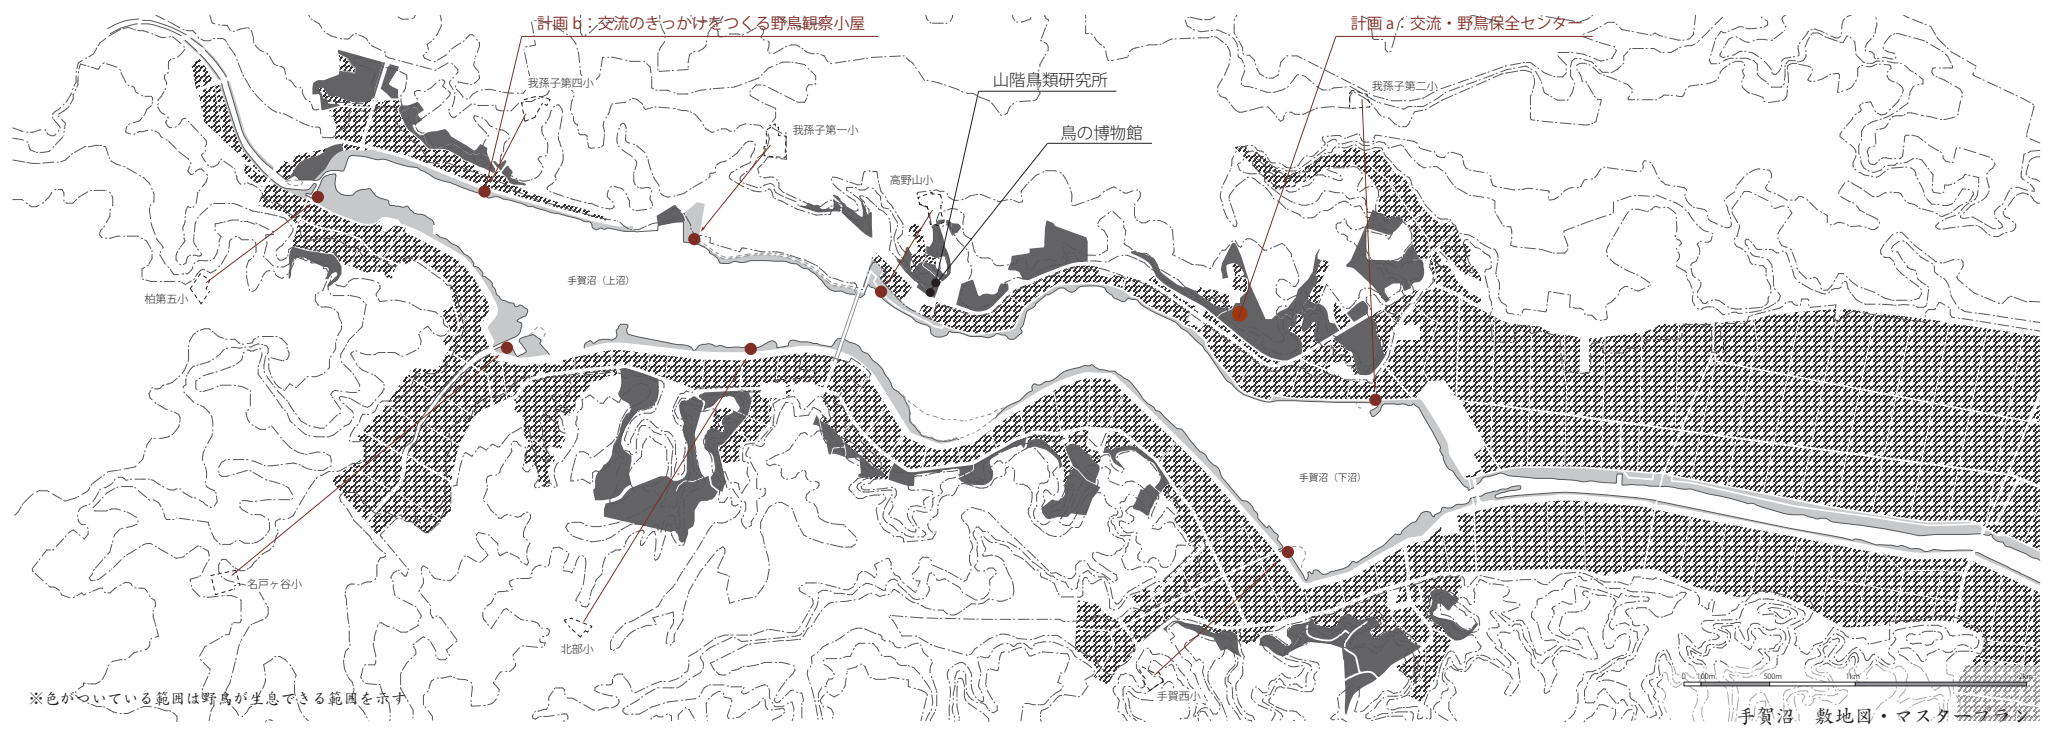 計画 b：交流のきっかけをつくる野鳥観察小屋
計画 a：交流・野鳥保全センター
山階鳥類研究所
我孫子第四小
我孫子第二小
我孫子第一小
鳥の博物館
高野山小
手賀沼（上沼）
柏第五小
手賀沼（下沼）
名戸ヶ谷小
北部小
手賀西小
※色がついている範囲は野鳥が生息できる範囲を示す
0 100m 500m 1km 2km
手賀沼　敷地図・マスタープラン